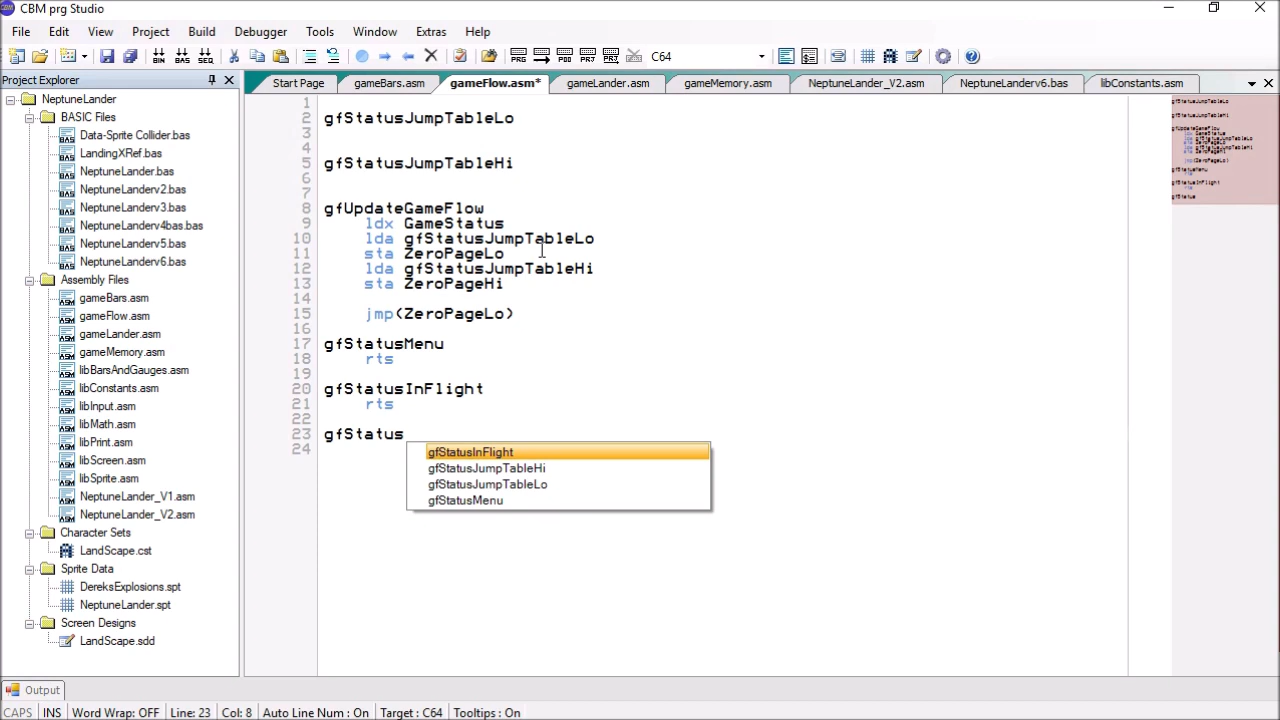 CBM prg Studio
File Edit View Project Build Debugger Tools Window Extras Help
C64
Project Explorer
Start Page gameBars.asm gameFlow.asm* gameLander.asm gameMemory.asm NeptuneLander_V2.asm NeptuneLanderv6.bas libConstants.asm
NeptuneLander
BASIC Files
Data-Sprite Collider.bas
LandingXRef.bas
NeptuneLander.bas
NeptuneLanderv2.bas
NeptuneLanderv3.bas
NeptuneLanderv4bas.bas
NeptuneLanderv5.bas
NeptuneLanderv6.bas
Assembly Files
gameBars.asm
gameFlow.asm
gameLander.asm
gameMemory.asm
libBarsAndGauges.asm
libConstants.asm
libInput.asm
libMath.asm
libPrint.asm
libScreen.asm
libSprite.asm
NeptuneLander_V1.asm
NeptuneLander_V2.asm
Character Sets
LandScape.cst
Sprite Data
DereksExplosions.spt
NeptuneLander.spt
Screen Designs
LandScape.sdd
1
2 gfStatusJumpTableLo
3
4
5 gfStatusJumpTableHi
6
7
8 gfUpdateGameFlow
9 ldx GameStatus
10 lda gfStatusJumpTableLo
11 sta ZeroPageLo
12 lda gfStatusJumpTableHi
13 sta ZeroPageHi
14
15 jmp(ZeroPageLo)
16
17 gfStatusMenu
18 rts
19
20 gfStatusInFlight
21 rts
22
23 gfStatus
24
gfStatusInFlight
gfStatusJumpTableHi
gfStatusJumpTableLo
gfStatusMenu
Output
CAPS INS Word Wrap: OFF Line: 23 Col: 8 Auto Line Num : On Target : C64 Tooltips : On